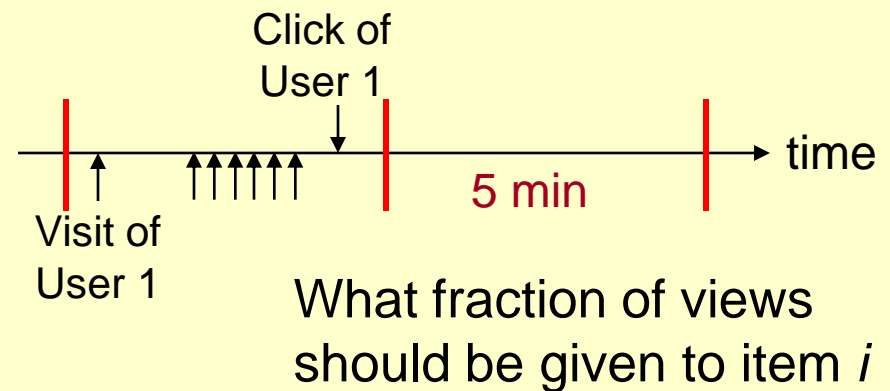 Click of
User 1
time
5 min
Visit of
User 1
What fraction of views
should be given to item i